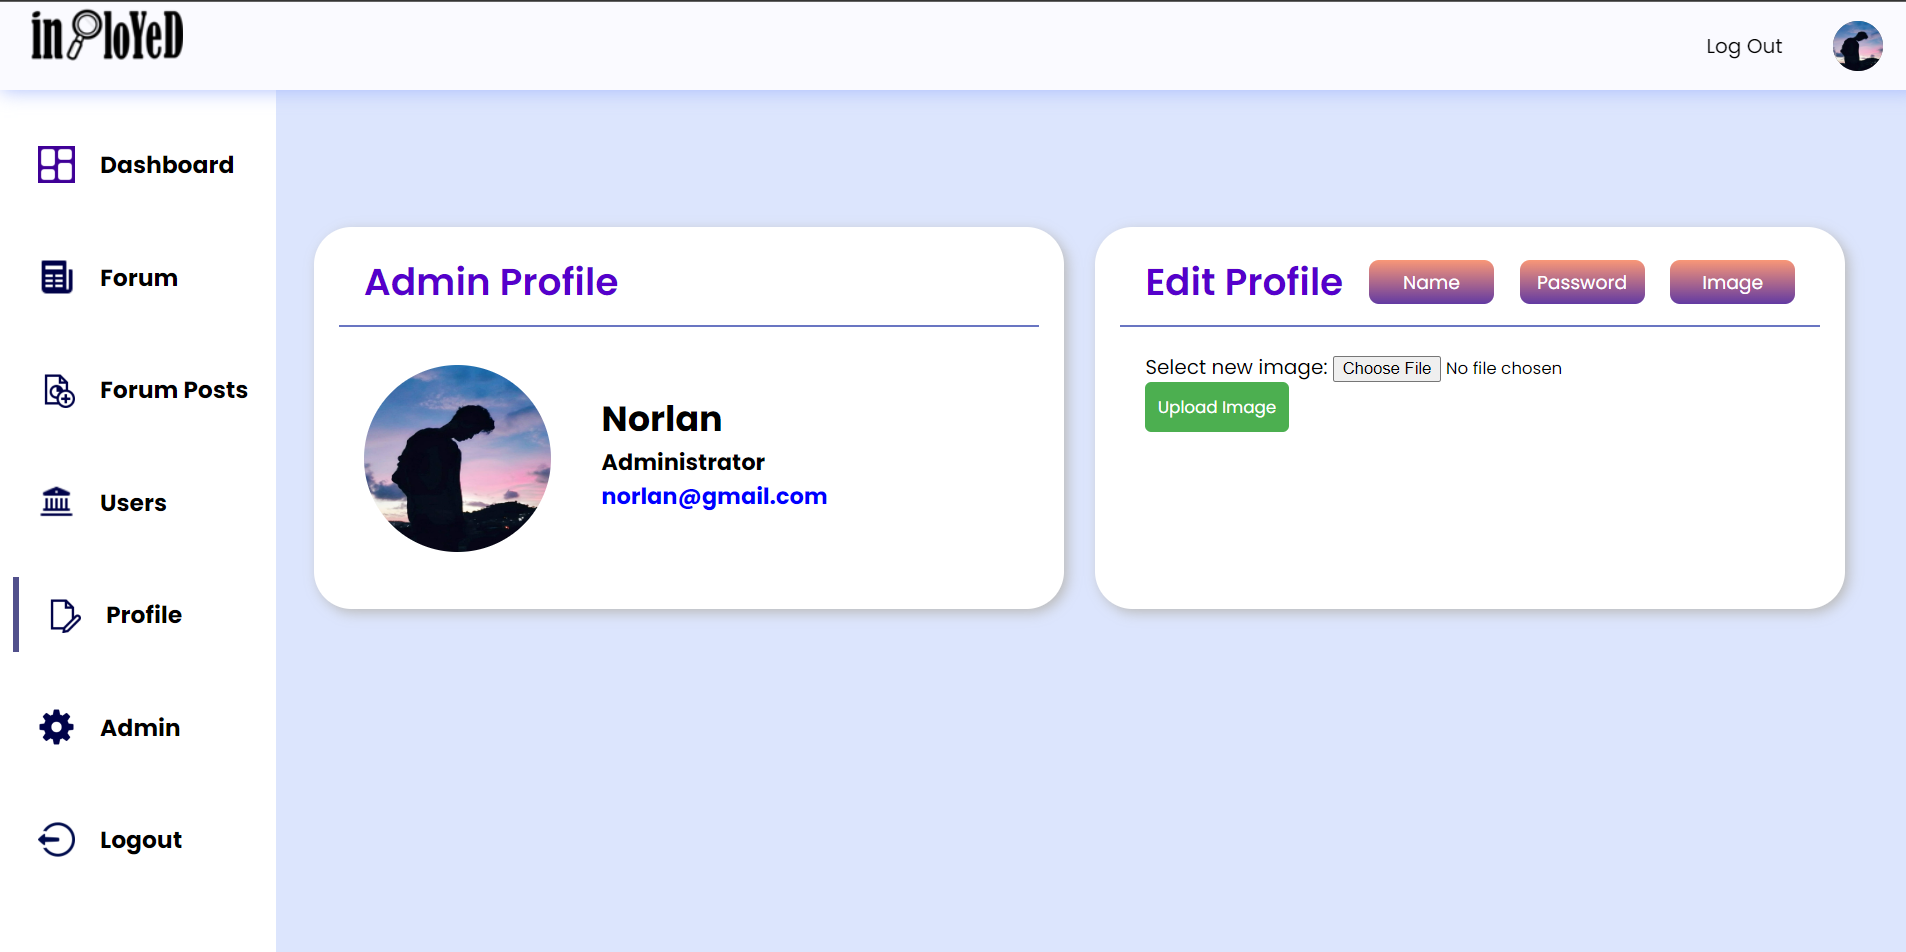 inploYeD
Log Out
Dashboard
Forum
Forum Posts
Users
Profile
Admin
Logout
Admin Profile
Norlan
Administrator
norlan@gmail.com
Edit Profile Name Password Image
Select new image: Choose File No file chosen
Upload Image